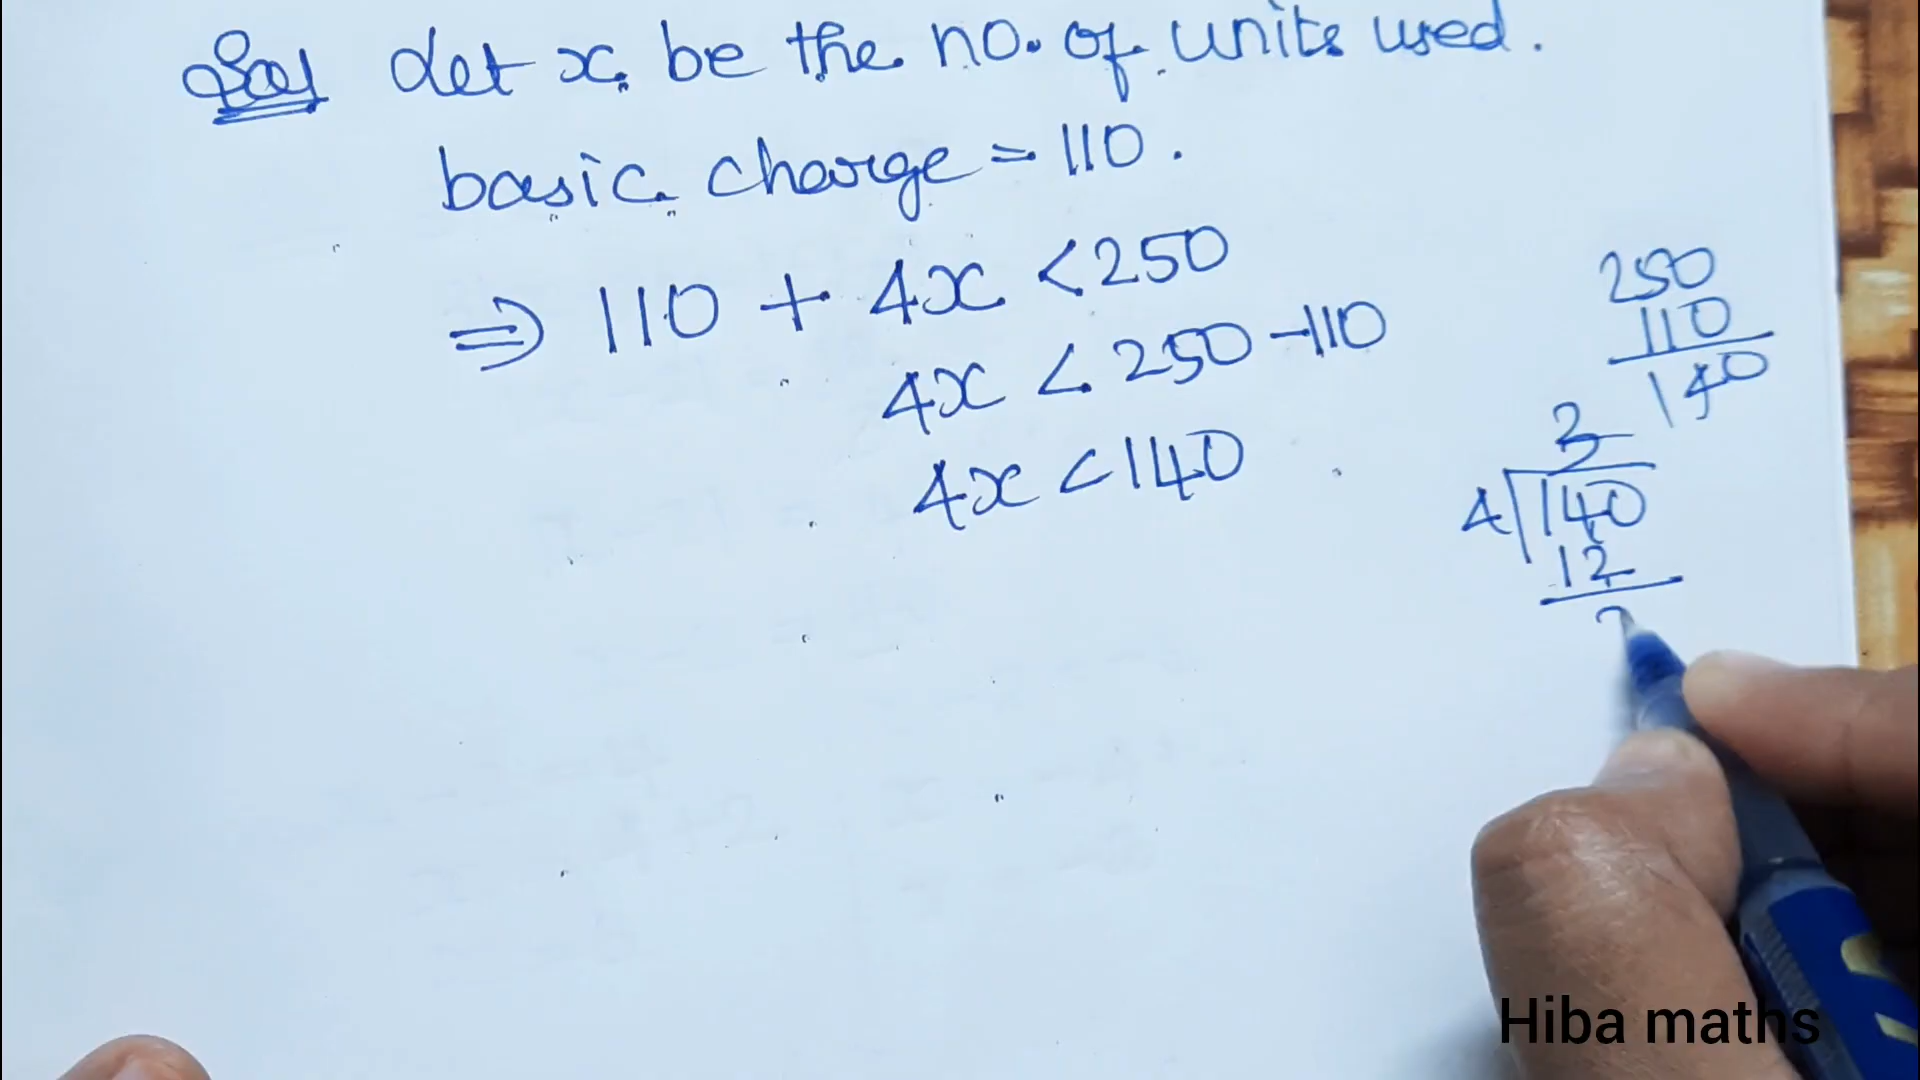 Sol Let x be the no. of units used.
basic charge = 110.
⇒ 110 + 4x < 250
4x < 250 - 110
4x < 140
250
110
140
3
4 140
12
2
Hiba maths